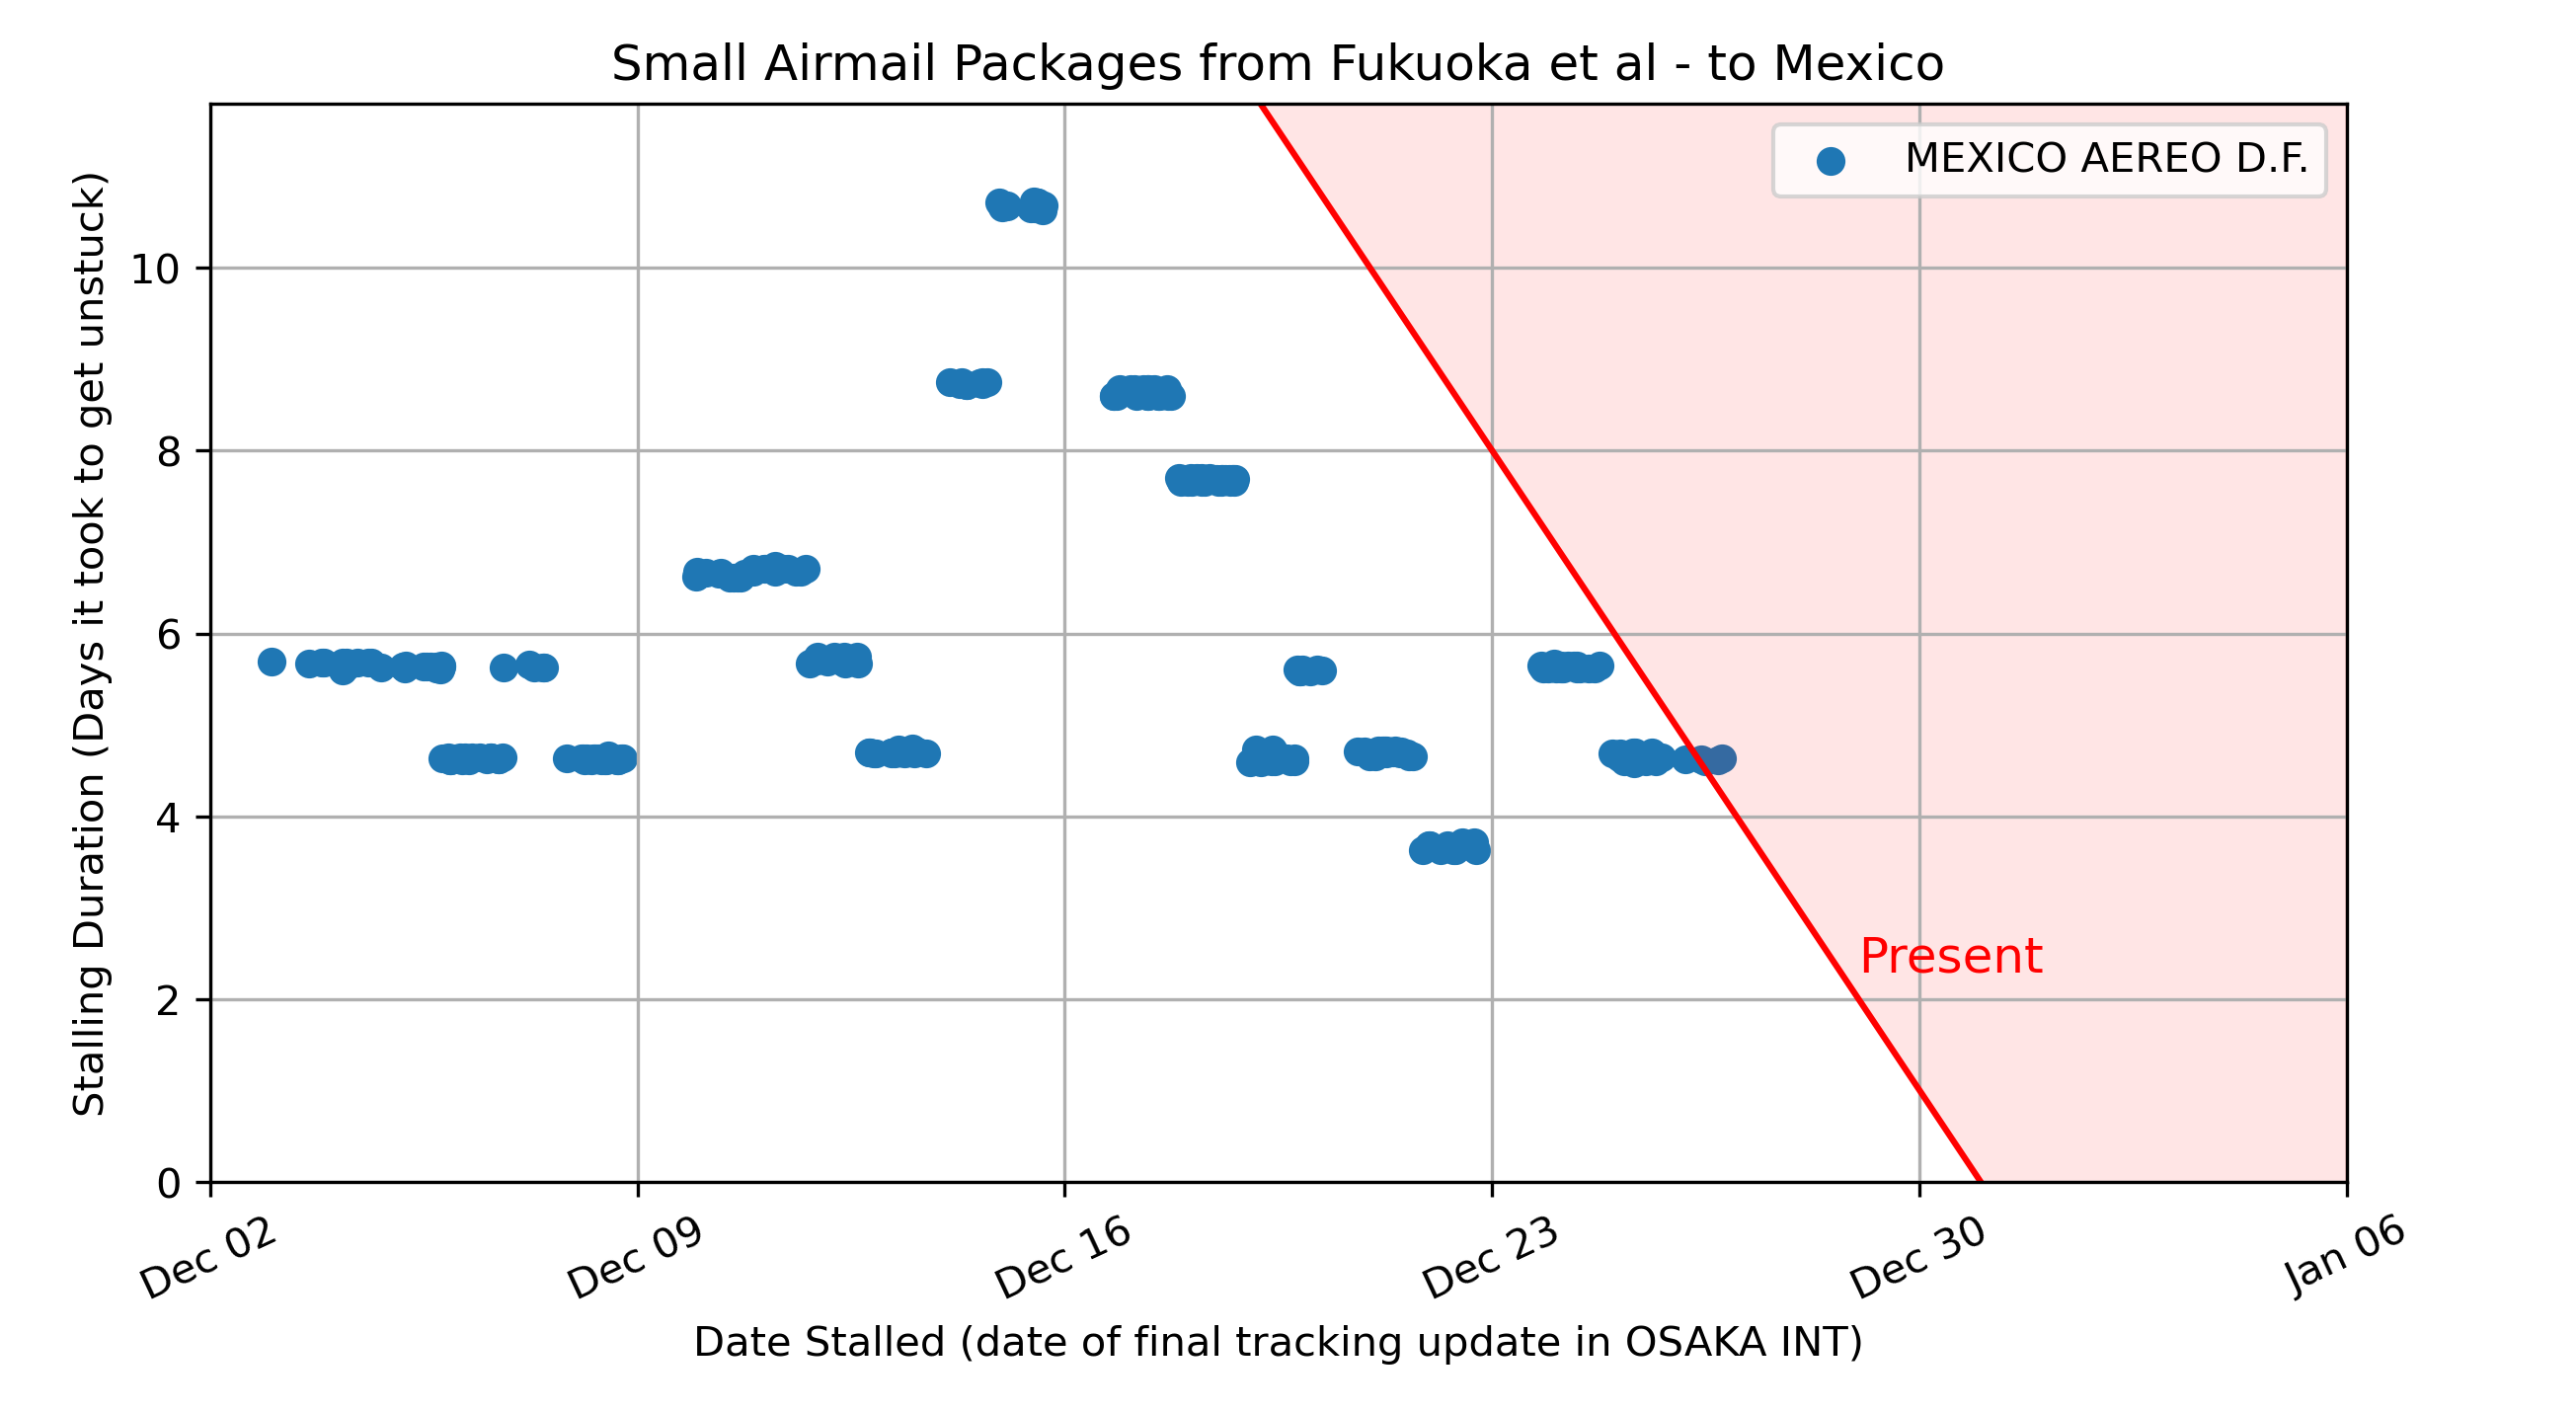 Small Airmail Packages from Fukuoka et al - to Mexico
MEXICO AEREO D.F.
Stalling Duration (Days it took to get unstuck)
10
8
6
4
2
0
Present
Dec 02
Dec 09
Dec 16
Dec 23
Dec 30
Jan 06
Date Stalled (date of final tracking update in OSAKA INT)